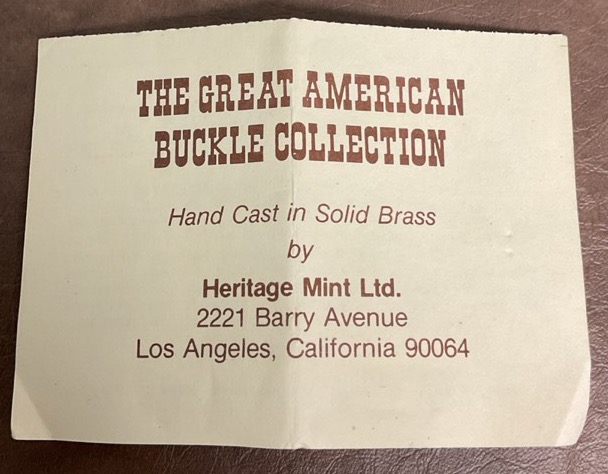 THE GREAT AMERICAN
BUCKLE COLLECTION
Hand Cast in Solid Brass
by
Heritage Mint Ltd.
2221 Barry Avenue
Los Angeles, California 90064